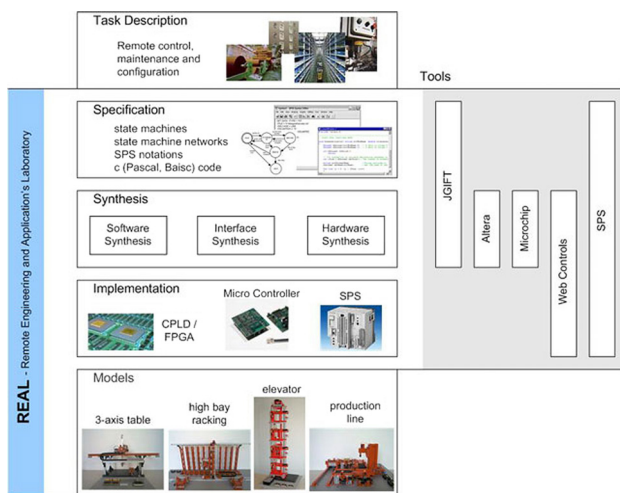 Task Description
Remote control,
maintenance and
configuration
Tools
REAL - Remote Engineering and Application's Laboratory
Specification
state machines
state machine networks
SPS notations
c (Pascal, Baisc) code
JGIFT
Altera
Microchip
Web Controls
SPS
Synthesis
Software
Synthesis
Interface
Synthesis
Hardware
Synthesis
Implementation
CPLD /
FPGA
Micro Controller
SPS
Models
3-axis table
high bay
racking
elevator
production
line